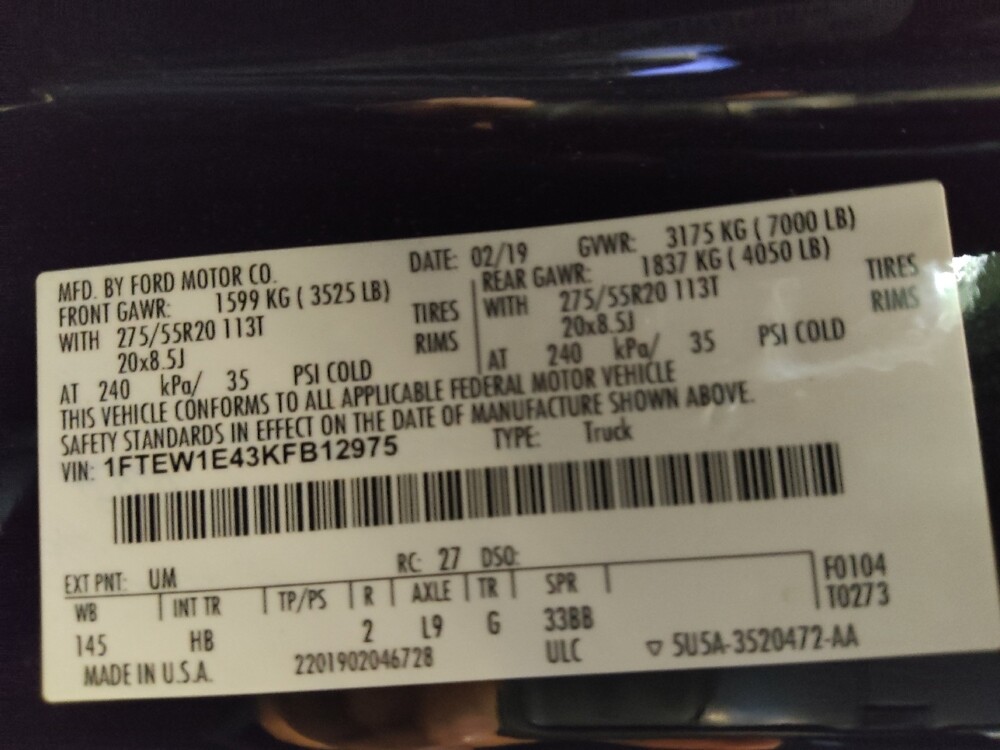 MFD. BY FORD MOTOR CO. DATE: 02/19 GVWR: 3175 KG ( 7000 LB)
FRONT GAWR: 1599 KG ( 3525 LB) REAR GAWR: 1837 KG ( 4050 LB)
WITH 275/55R20 113T TIRES WITH 275/55R20 113T TIRES
20x8.5J RIMS 20x8.5J RIMS
AT 240 kPa/ 35 PSI COLD AT 240 kPa/ 35 PSI COLD
THIS VEHICLE CONFORMS TO ALL APPLICABLE FEDERAL MOTOR VEHICLE
SAFETY STANDARDS IN EFFECT ON THE DATE OF MANUFACTURE SHOWN ABOVE.
VIN: 1FTEW1E43KFB12975 TYPE: Truck
EXT PNT: UM RC: 27 DSO: F0104
WB INT TR TP/PS R AXLE TR SPR T0273
145 HB 2 L9 G 33BB
MADE IN U.S.A. 2201902046728 ULC ▽ 5U5A-3520472-AA